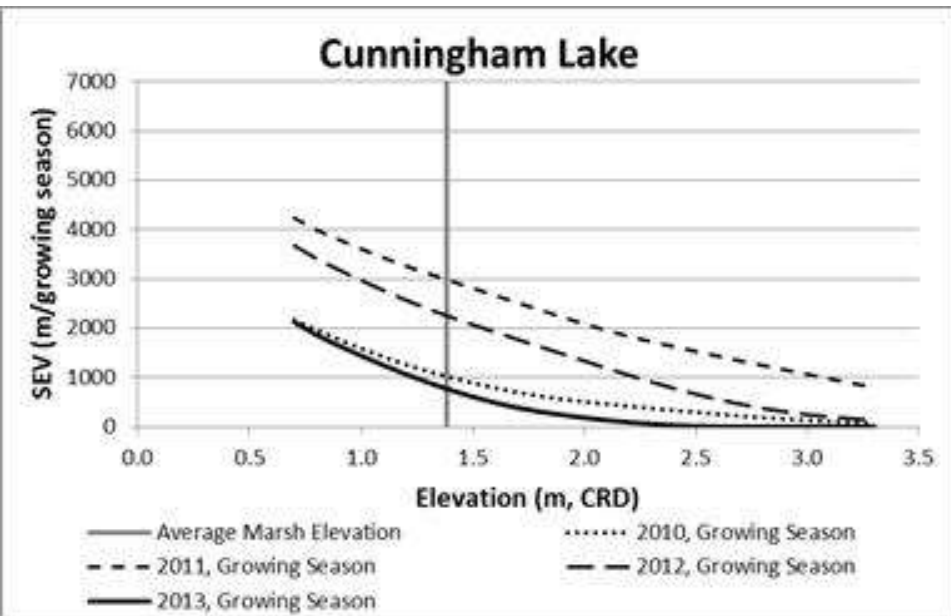 Cunningham Lake
7000
6000
5000
4000
3000
2000
1000
0
SEV (m/growing season)
0.0 0.5 1.0 1.5 2.0 2.5 3.0 3.5
Elevation (m, CRD)
Average Marsh Elevation 2010, Growing Season
2011, Growing Season 2012, Growing Season
2013, Growing Season